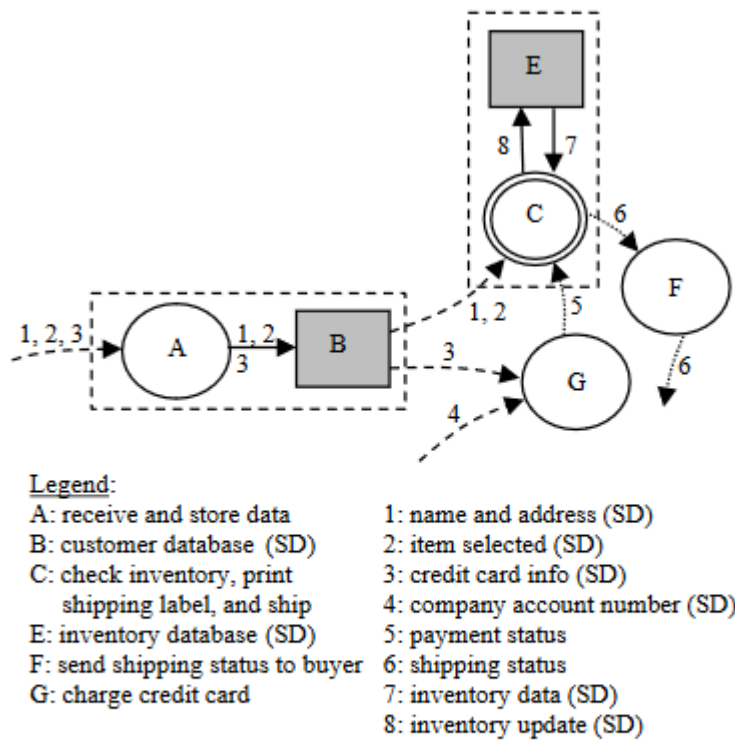 E
8
7
C
6
1, 2, 3
A
1, 2
3
B
1, 2
5
F
3
G
6
4
Legend:
A: receive and store data
B: customer database (SD)
C: check inventory, print
shipping label, and ship
E: inventory database (SD)
F: send shipping status to buyer
G: charge credit card
1: name and address (SD)
2: item selected (SD)
3: credit card info (SD)
4: company account number (SD)
5: payment status
6: shipping status
7: inventory data (SD)
8: inventory update (SD)